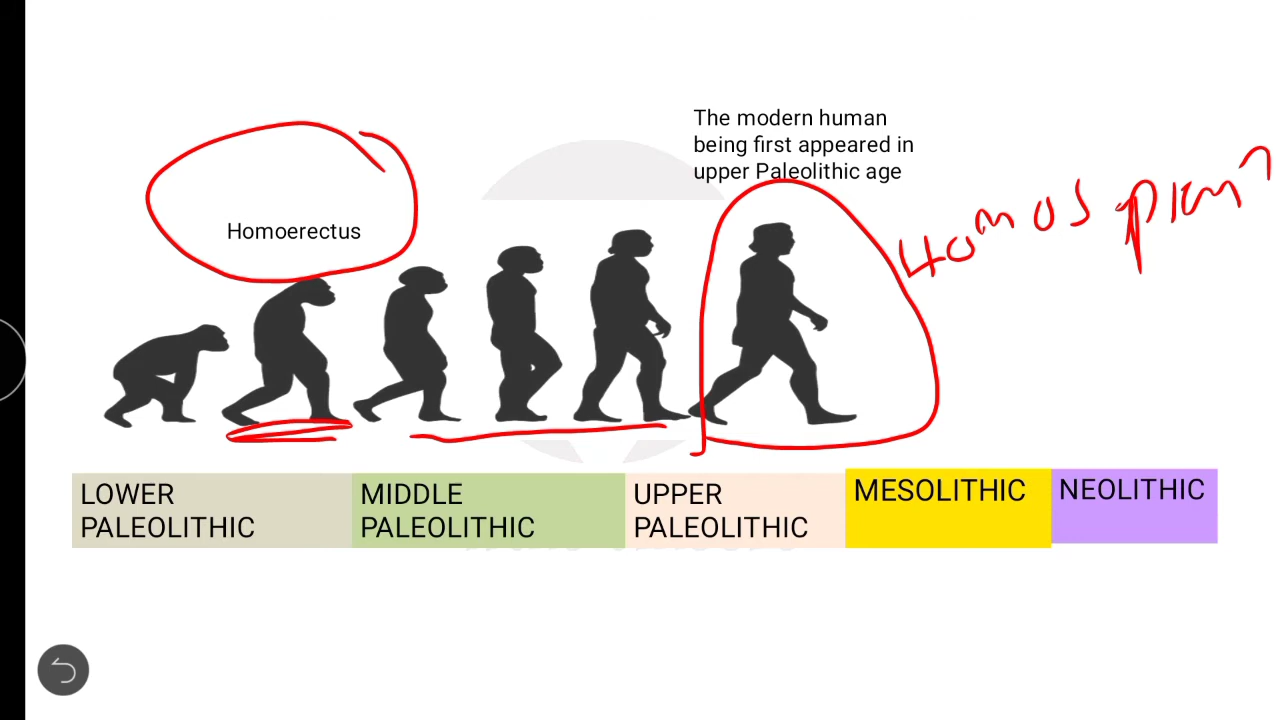 The modern human
being first appeared in
upper Paleolithic age
Homoerectus
LOWER
PALEOLITHIC
MIDDLE
PALEOLITHIC
UPPER
PALEOLITHIC
MESOLITHIC
NEOLITHIC